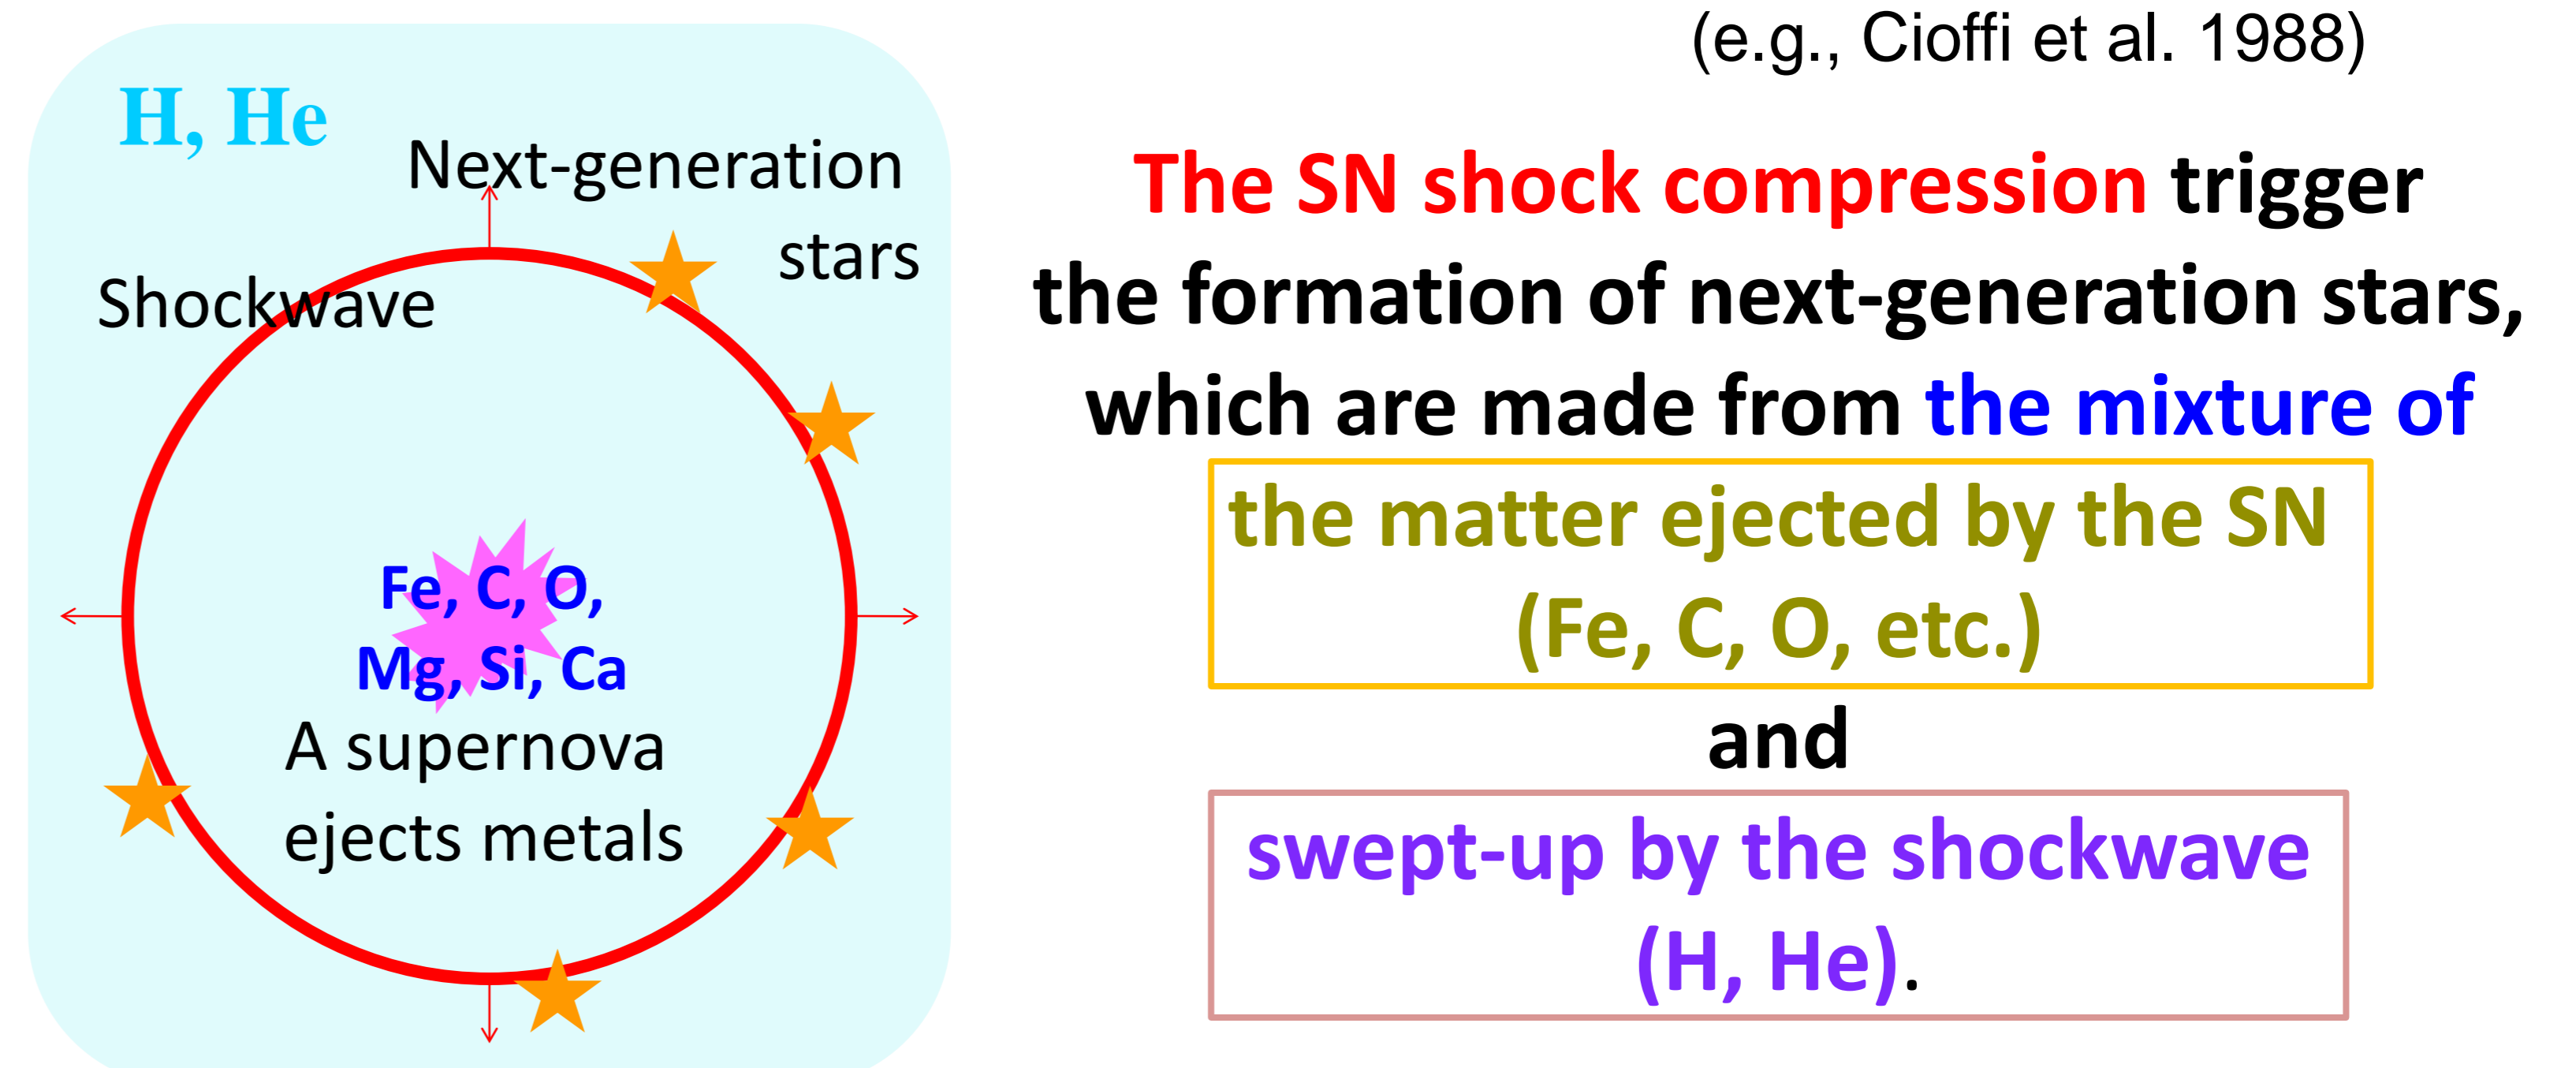 H, He
Next-generation
stars
Shockwave
Fe, C, O,
Mg, Si, Ca
A supernova
ejects metals
(e.g., Cioffi et al. 1988)
The SN shock compression trigger
the formation of next-generation stars,
which are made from the mixture of
the matter ejected by the SN
(Fe, C, O, etc.)
and
swept-up by the shockwave
(H, He).